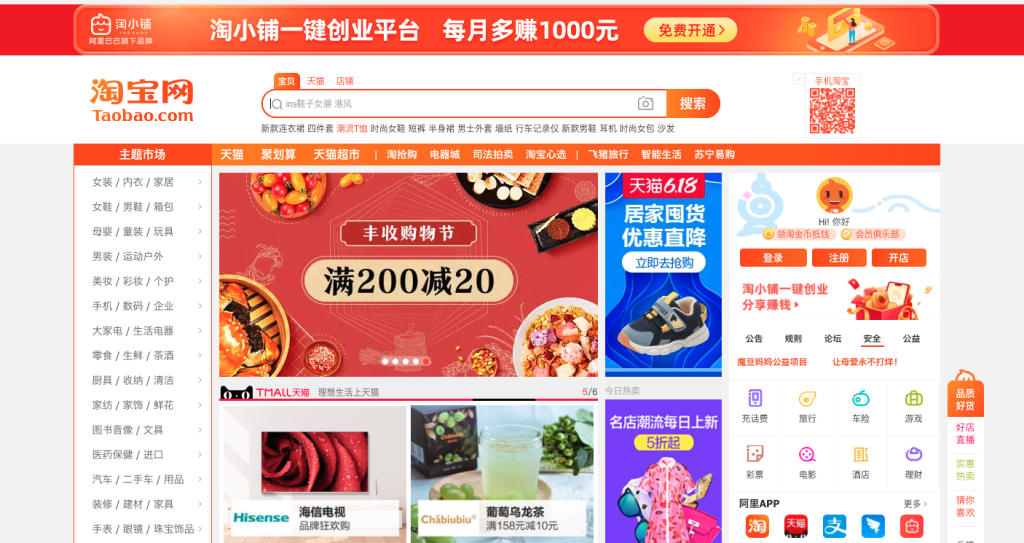 淘小铺
TAOXIAOPU
阿里巴巴旗下品牌
淘小铺一键创业平台 每月多赚1000元
免费开通
淘宝网
Taobao.com
宝贝 天猫 店铺
ins鞋子女潮 港风
搜索
新款连衣裙 四件套 潮流T恤 时尚女鞋 短裤 半身裙 男士外套 墙纸 行车记录仪 新款男鞋 耳机 时尚女包 沙发
手机淘宝
主题市场
天猫 聚划算 天猫超市 | 淘抢购 电器城 司法拍卖 淘宝心选 | 飞猪旅行 智能生活 苏宁易购
女装 / 内衣 / 家居
女鞋 / 男鞋 / 箱包
母婴 / 童装 / 玩具
男装 / 运动户外
美妆 / 彩妆 / 个护
手机 / 数码 / 企业
大家电 / 生活电器
零食 / 生鲜 / 茶酒
厨具 / 收纳 / 清洁
家纺 / 家饰 / 鲜花
图书音像 / 文具
医药保健 / 进口
汽车 / 二手车 / 用品
装修 / 建材 / 家具
手表 / 眼镜 / 珠宝饰品
丰收购物节
满200减20
TMALL天猫 理想生活上天猫
5/6
Hisense
海信电视
品牌狂欢购
Chabiubiu
葡萄乌龙茶
满158元减10元
天猫6.18
居家囤货
优惠直降
立即去抢购
今日热卖
名店潮流每日上新
5折起
Hi! 你好
领淘金币抵钱 会员俱乐部
登录 注册 开店
淘小铺一键创业
分享赚钱
公告 规则 论坛 安全 公益
魔豆妈妈公益项目 让母爱永不打烊！
充话费 旅行 车险 游戏
彩票 电影 酒店 理财
阿里APP 更多
淘 天猫 支
品质
好货
好店
直播
实惠
热卖
猜你
喜欢